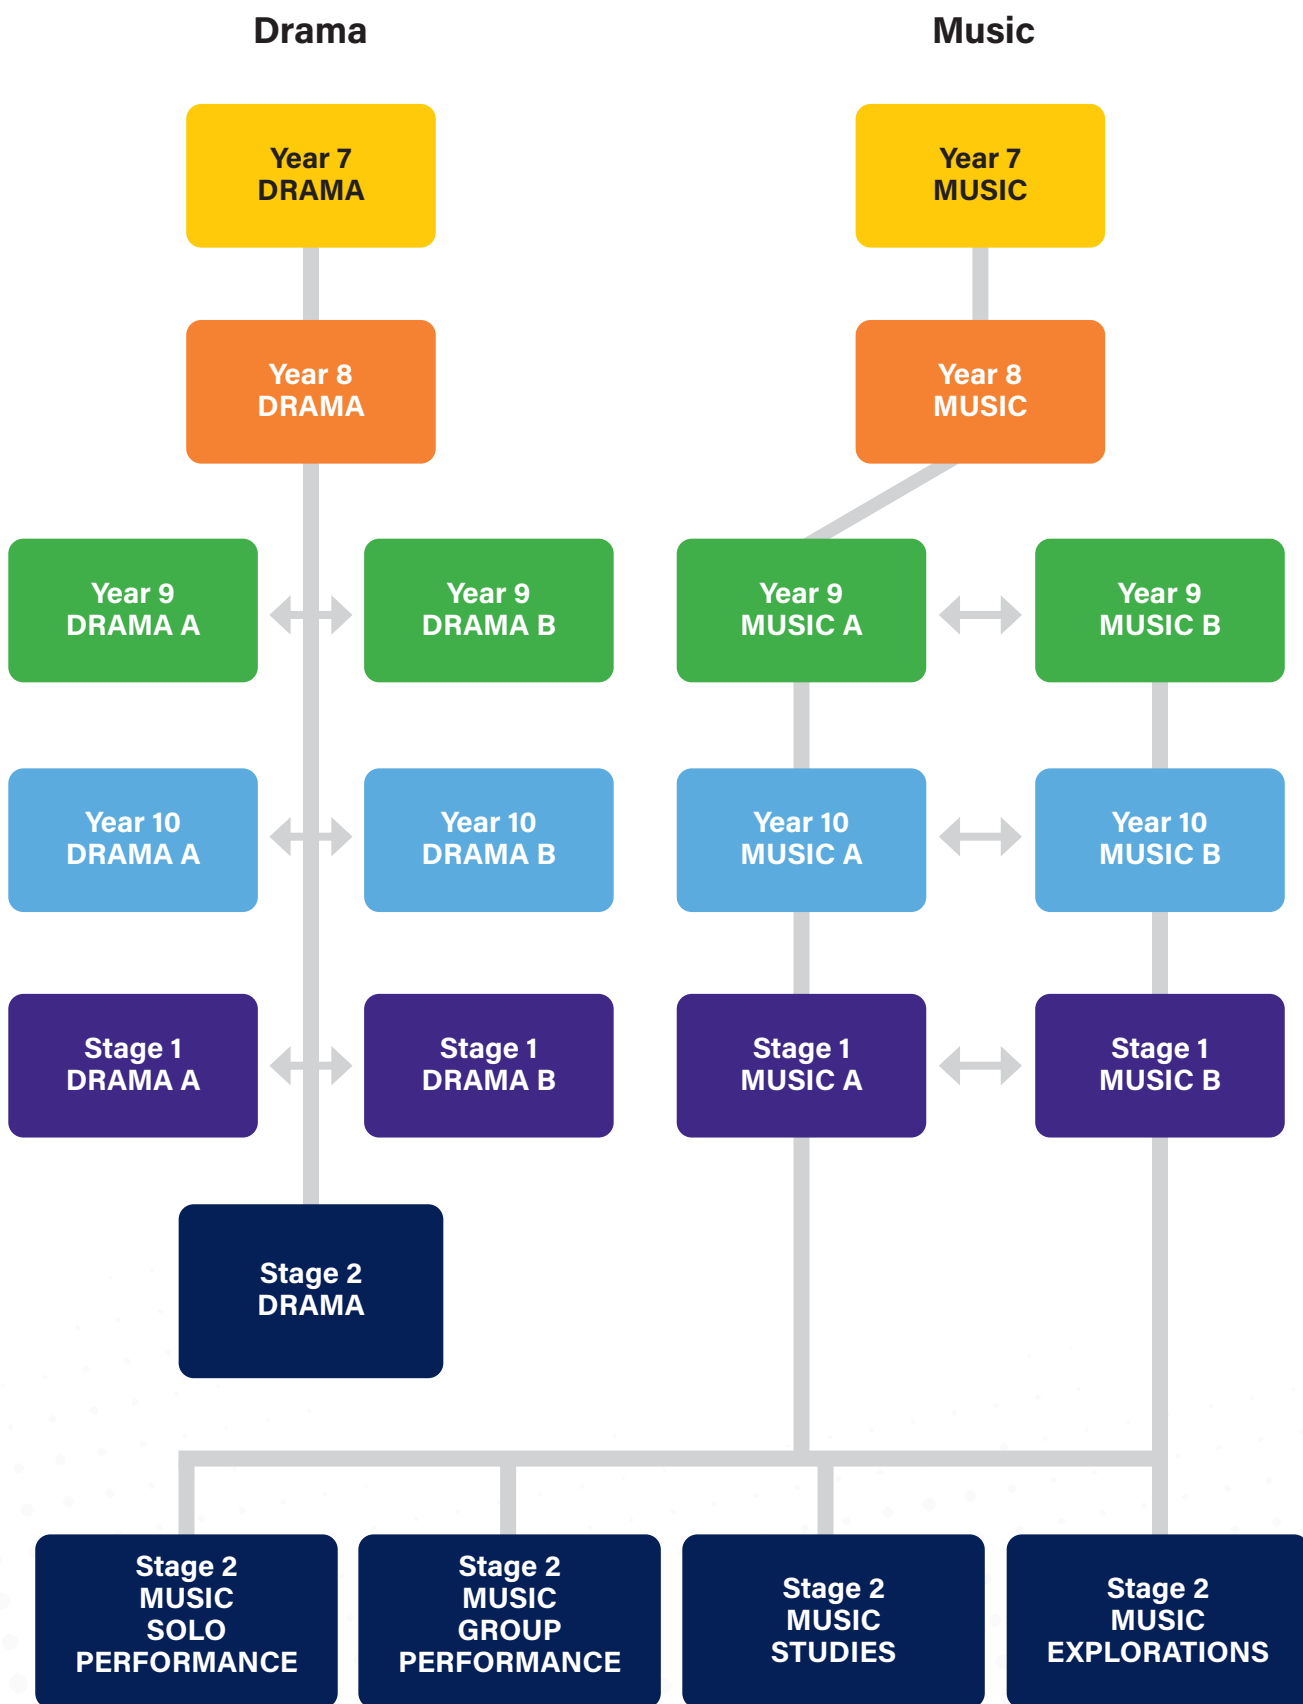 Drama
Music
Year 7
DRAMA
Year 7
MUSIC
Year 8
DRAMA
Year 8
MUSIC
Year 9
DRAMA A
Year 9
DRAMA B
Year 9
MUSIC A
Year 9
MUSIC B
Year 10
DRAMA A
Year 10
DRAMA B
Year 10
MUSIC A
Year 10
MUSIC B
Stage 1
DRAMA A
Stage 1
DRAMA B
Stage 1
MUSIC A
Stage 1
MUSIC B
Stage 2
DRAMA
Stage 2
MUSIC
SOLO
PERFORMANCE
Stage 2
MUSIC
GROUP
PERFORMANCE
Stage 2
MUSIC
STUDIES
Stage 2
MUSIC
EXPLORATIONS